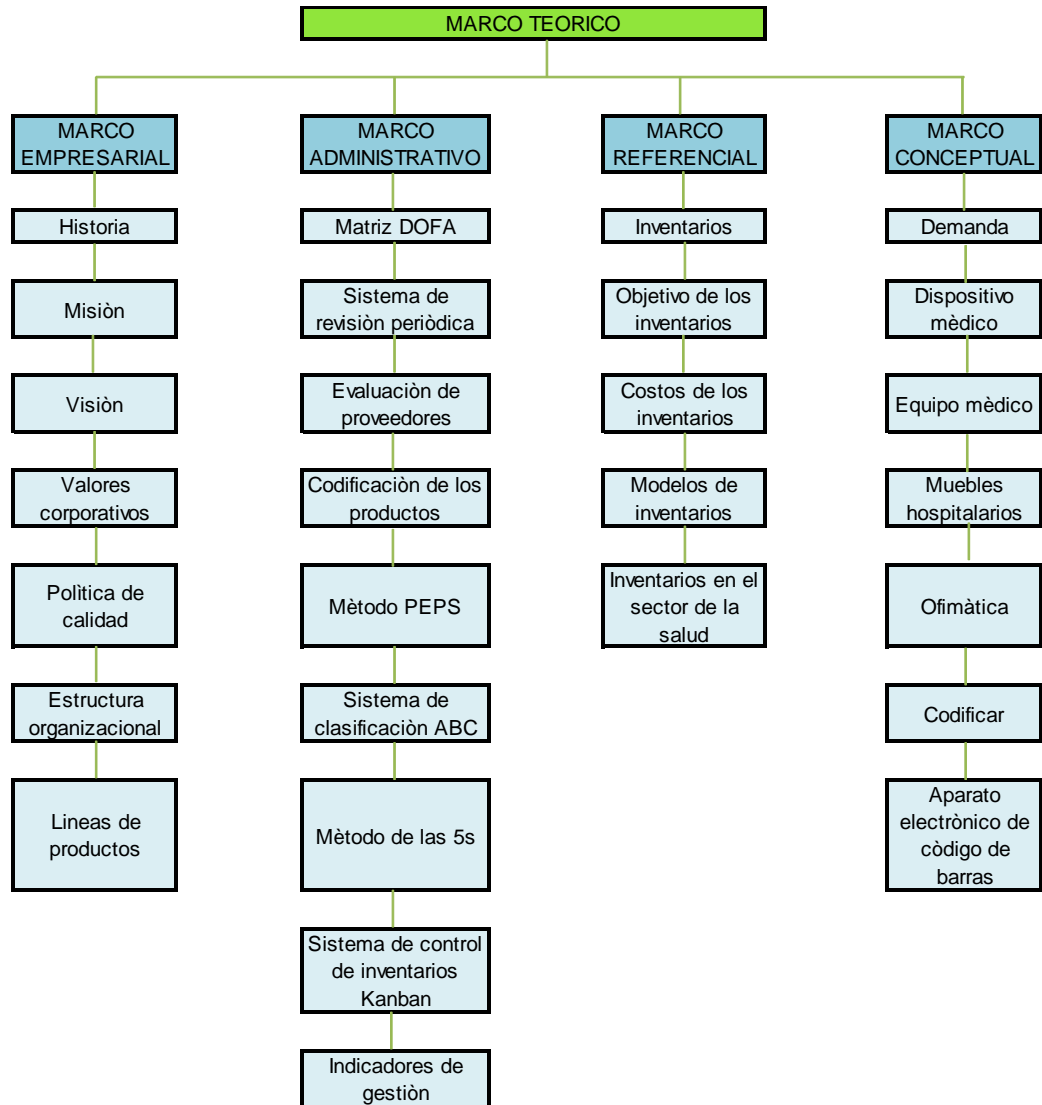 MARCO TEORICO
MARCO
EMPRESARIAL
Historia
Misiòn
Visiòn
Valores
corporativos
Polìtica de
calidad
Estructura
organizacional
Lineas de
productos
MARCO
ADMINISTRATIVO
Matriz DOFA
Sistema de
revisiòn periòdica
Evaluaciòn de
proveedores
Codificaciòn de los
productos
Mètodo PEPS
Sistema de
clasificaciòn ABC
Mètodo de las 5s
Sistema de control
de inventarios
Kanban
Indicadores de
gestiòn
MARCO
REFERENCIAL
Inventarios
Objetivo de los
inventarios
Costos de los
inventarios
Modelos de
inventarios
Inventarios en el
sector de la
salud
MARCO
CONCEPTUAL
Demanda
Dispositivo
mèdico
Equipo mèdico
Muebles
hospitalarios
Ofimàtica
Codificar
Aparato
electrònico de
còdigo de
barras